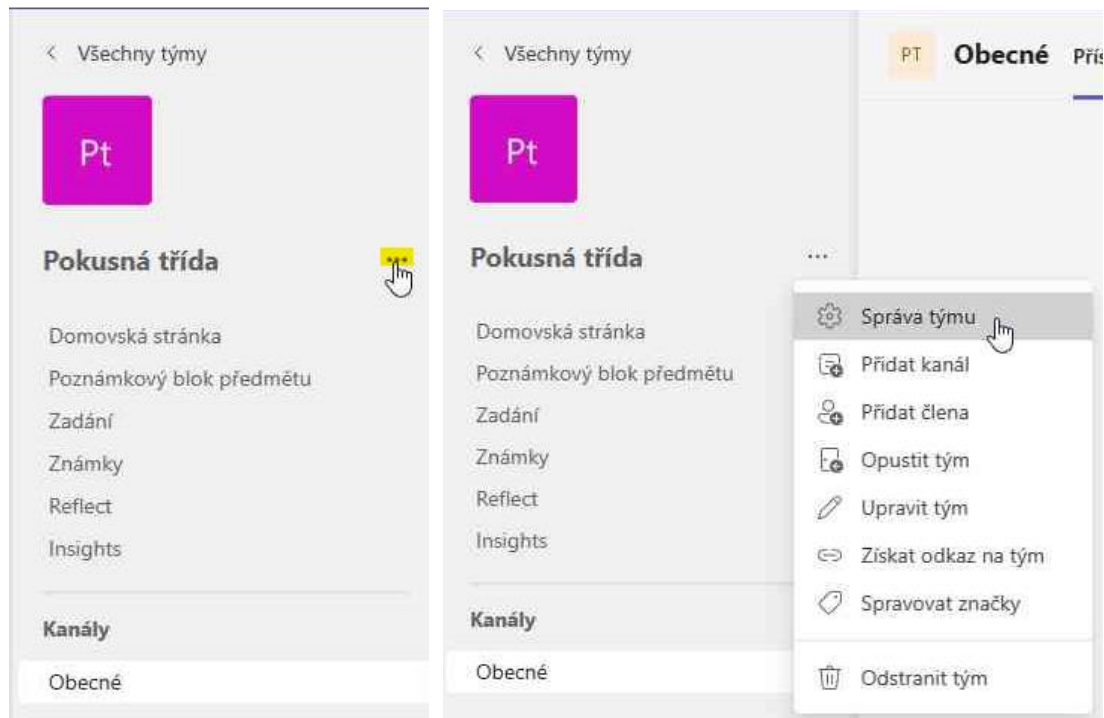 Všechny týmy
Pt
Pokusná třída
Domovská stránka
Poznámkový blok předmětu
Zadání
Známky
Reflect
Insights
Kanály
Obecné
Všechny týmy
Pt
Pokusná třída
Domovská stránka
Poznámkový blok předmětu
Zadání
Známky
Reflect
Insights
Kanály
Obecné
PT Obecné Přís
Správa týmu
Přidat kanál
Přidat člena
Opustit tým
Upravit tým
Získat odkaz na tým
Spravovat značky
Odstranit tým